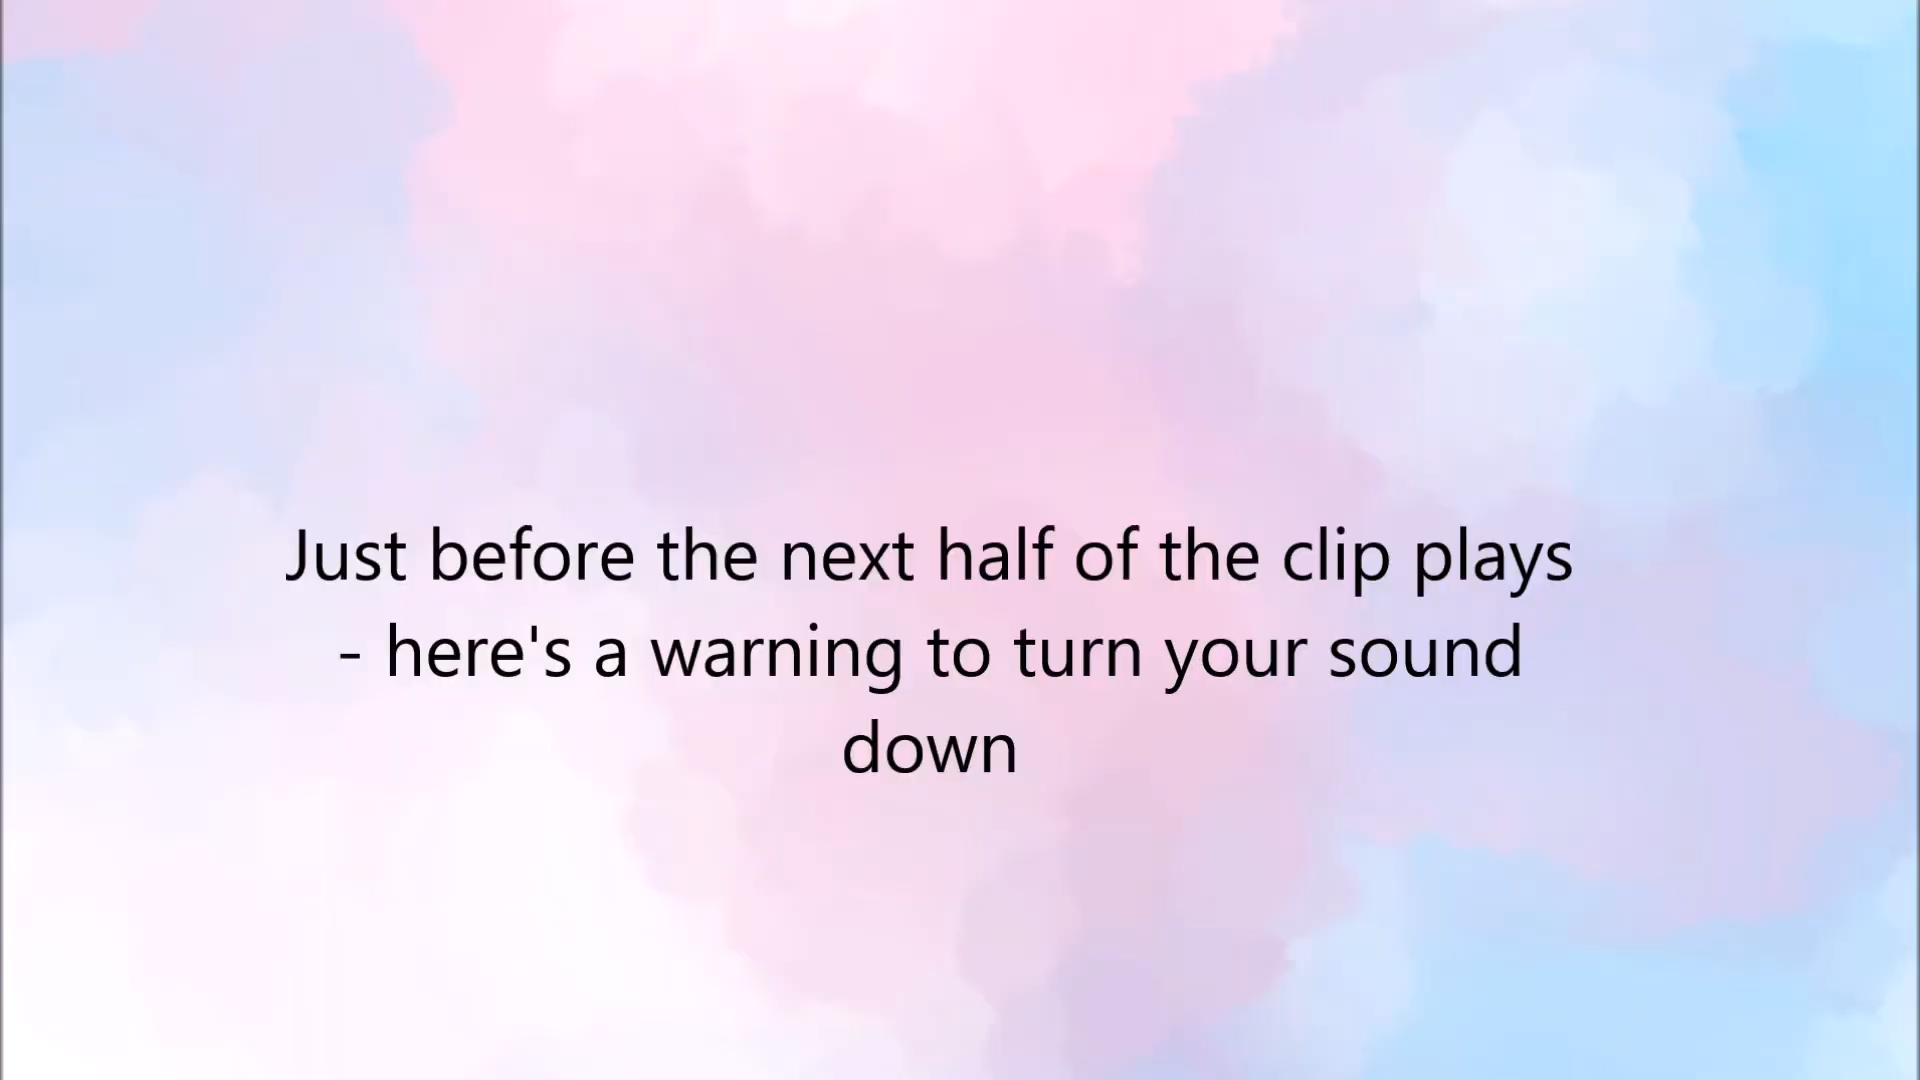 Just before the next half of the clip plays
- here's a warning to turn your sound
down